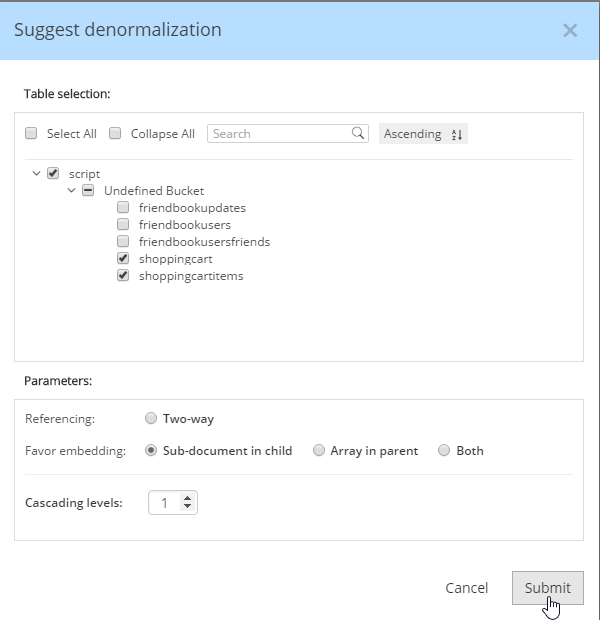 Suggest denormalization
Table selection:
Select All Collapse All Search Ascending
script
Undefined Bucket
friendbookupdates
friendbookusers
friendbookusersfriends
shoppingcart
shoppingcartitems
Parameters:
Referencing: Two-way
Favor embedding: Sub-document in child Array in parent Both
Cascading levels: 1
Cancel Submit